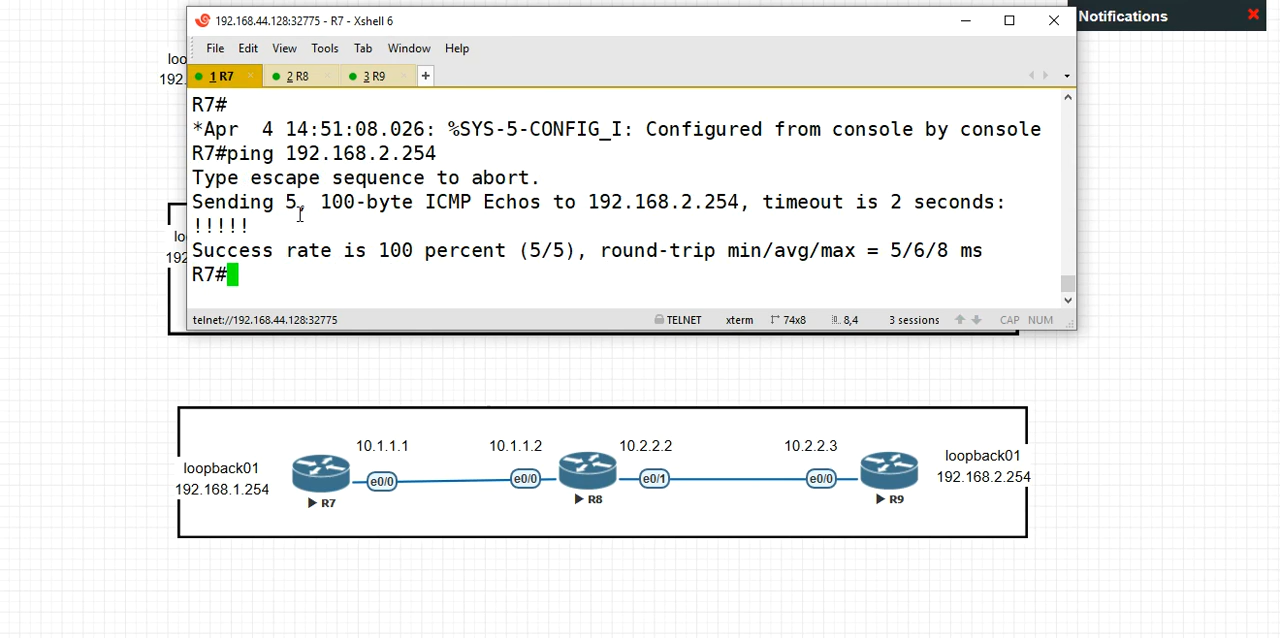 192.168.44.128:32775 - R7 - Xshell 6
Notifications
File Edit View Tools Tab Window Help
1 R7 2 R8 3 R9 +
loo
192.
R7#
*Apr  4 14:51:08.026: %SYS-5-CONFIG_I: Configured from console by console
R7#ping 192.168.2.254
Type escape sequence to abort.
Sending 5, 100-byte ICMP Echos to 192.168.2.254, timeout is 2 seconds:
!!!!!
Success rate is 100 percent (5/5), round-trip min/avg/max = 5/6/8 ms
R7#
lo
192
telnet://192.168.44.128:32775 TELNET xterm 74x8 8,4 3 sessions CAP NUM
10.1.1.1 10.1.1.2 10.2.2.2 10.2.2.3
loopback01
192.168.1.254
e0/0 e0/0 e0/1 e0/0
R7 R8 R9
loopback01
192.168.2.254